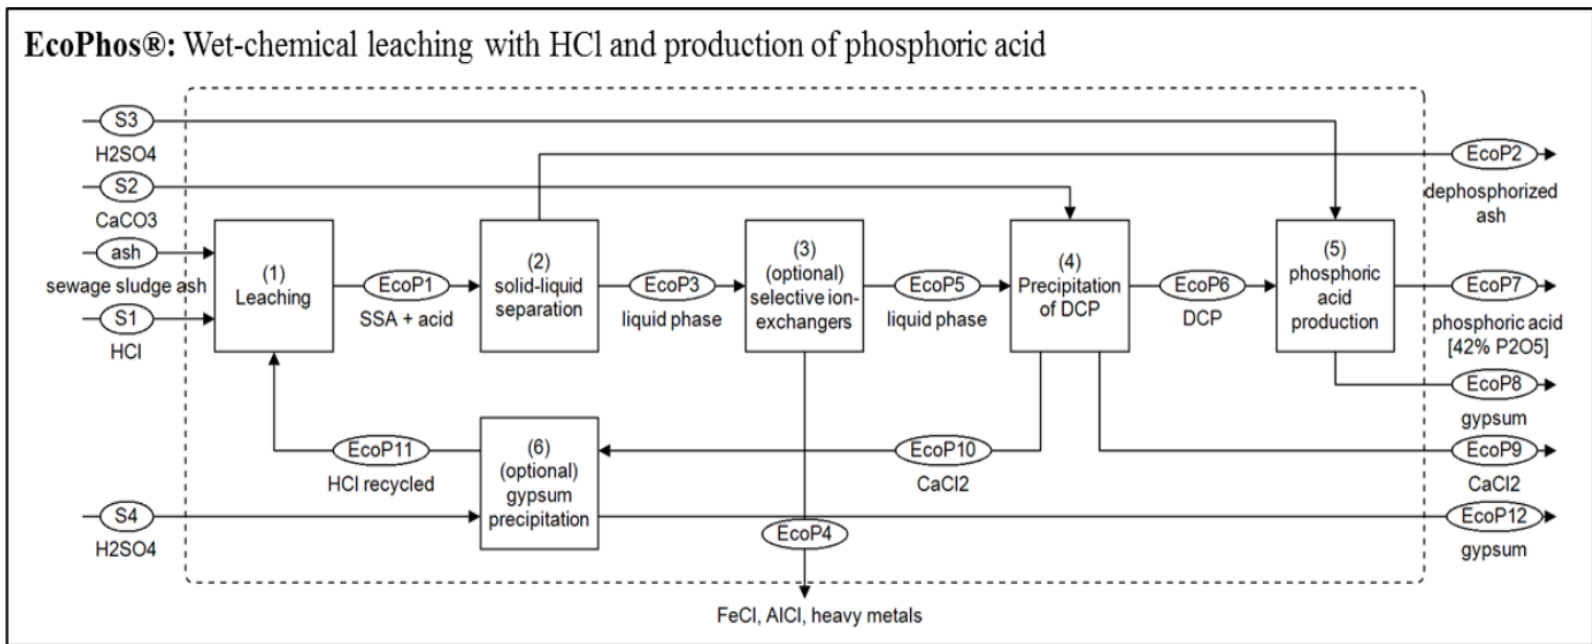 EcoPhos®: Wet-chemical leaching with HCl and production of phosphoric acid
S3
H2SO4
EcoP2
dephosphorized
ash
S2
CaCO3
ash
sewage sludge ash
S1
HCl
(1)
Leaching
EcoP1
SSA + acid
(2)
solid-liquid
separation
EcoP3
liquid phase
(3)
(optional)
selective ion-
exchangers
EcoP5
liquid phase
(4)
Precipitation
of DCP
EcoP6
DCP
(5)
phosphoric
acid
production
EcoP7
phosphoric acid
[42% P2O5]
EcoP8
gypsum
EcoP11
HCl recycled
(6)
(optional)
gypsum
precipitation
EcoP10
CaCl2
EcoP9
CaCl2
S4
H2SO4
EcoP4
EcoP12
gypsum
FeCl, AlCl, heavy metals